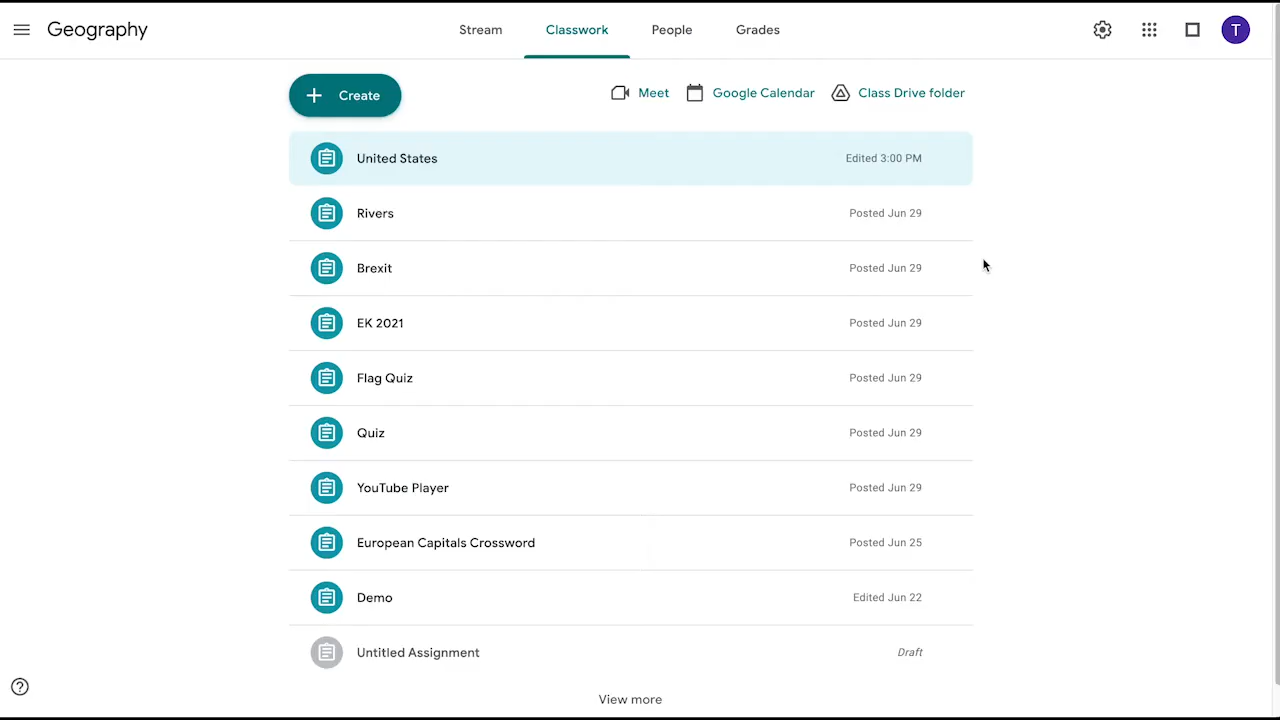 Geography
Stream
Classwork
People
Grades
T
Create
Meet
Google Calendar
Class Drive folder
United States
Edited 3:00 PM
Rivers
Posted Jun 29
Brexit
Posted Jun 29
EK 2021
Posted Jun 29
Flag Quiz
Posted Jun 29
Quiz
Posted Jun 29
YouTube Player
Posted Jun 29
European Capitals Crossword
Posted Jun 25
Demo
Edited Jun 22
Untitled Assignment
Draft
View more